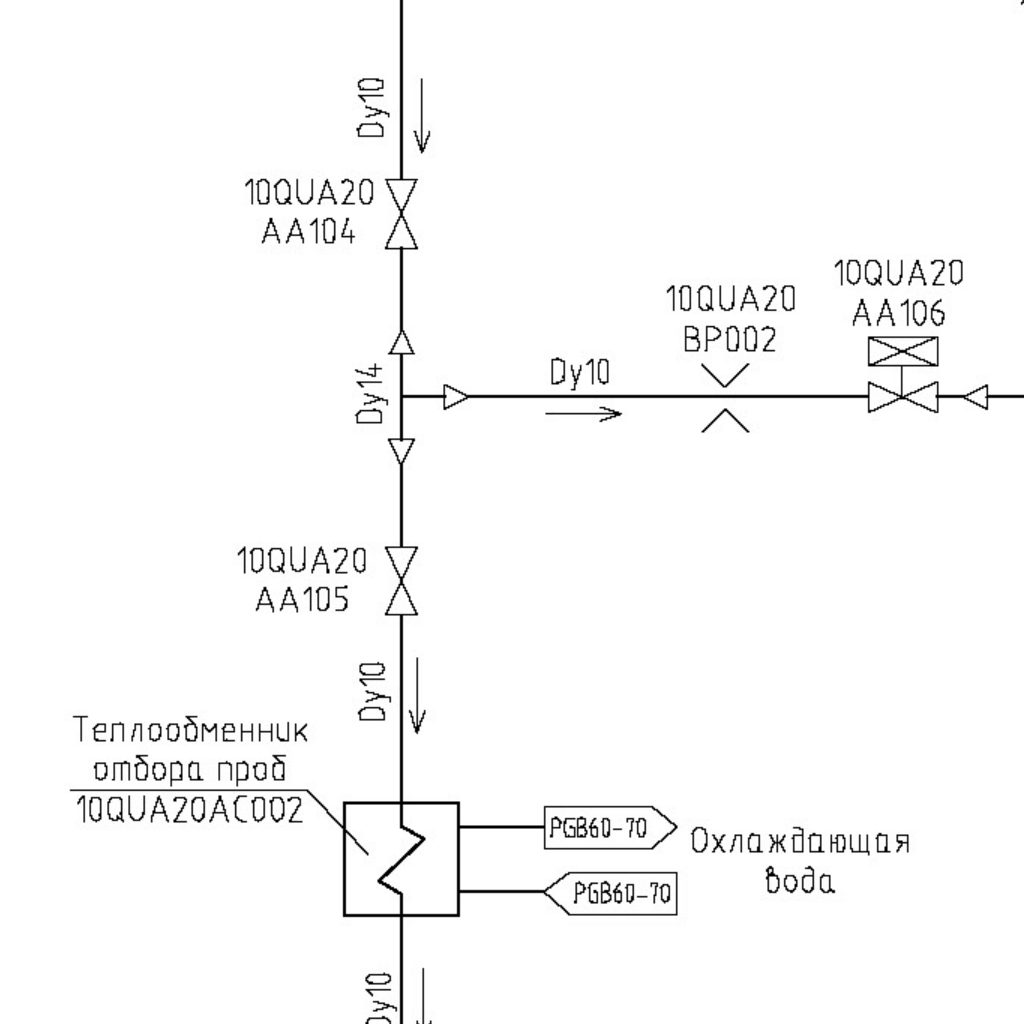 Dy10
10QUA20
AA104
10QUA20
AA106
10QUA20
BP002
Dy10
Dy14
10QUA20
AA105
Dy10
Теплообменник
отбора проб
10QUA20AC002
PGB60-70
Охлаждающая
вода
PGB60-70
Dy10